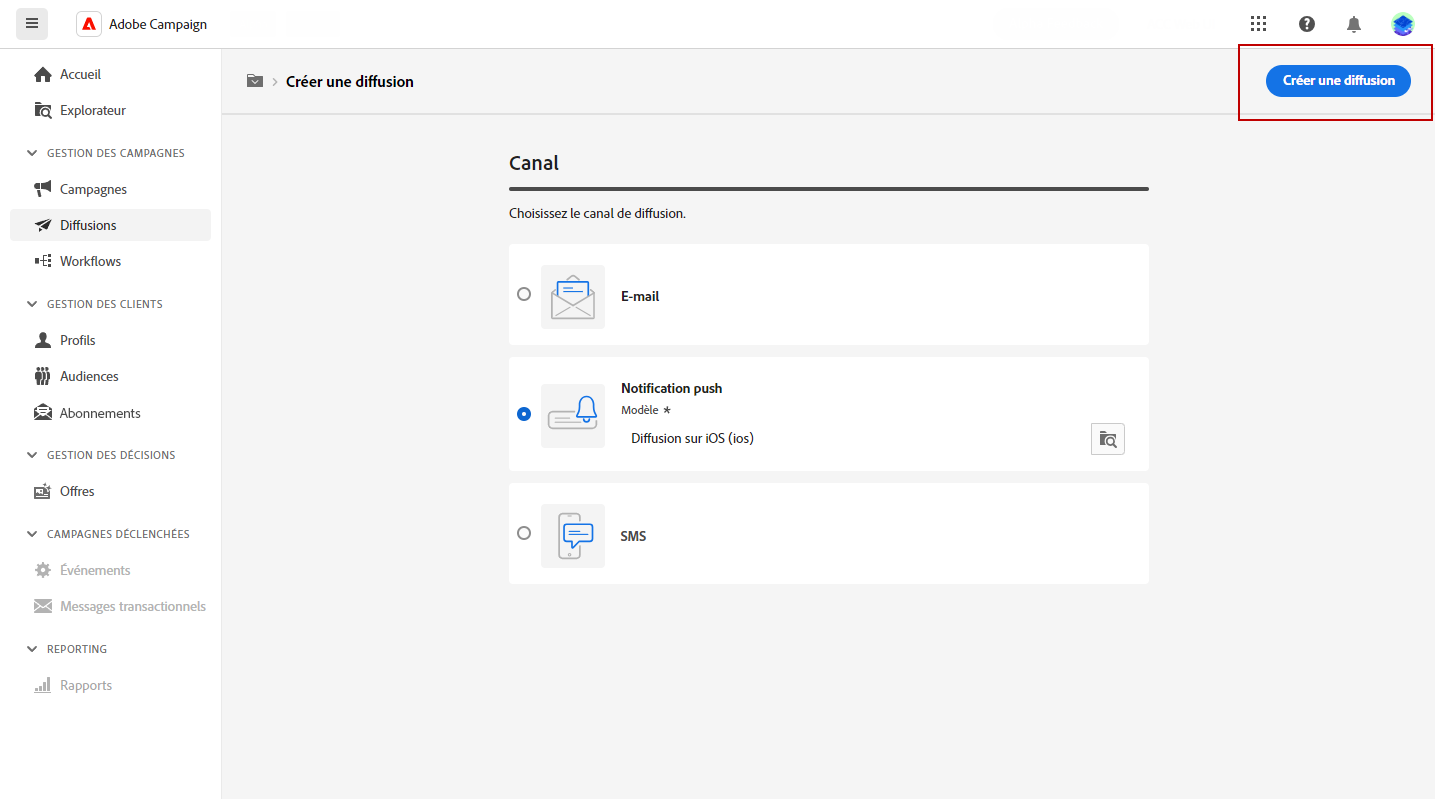 Adobe Campaign
Accueil
Explorateur
GESTION DES CAMPAGNES
Campagnes
Diffusions
Workflows
GESTION DES CLIENTS
Profils
Audiences
Abonnements
GESTION DES DÉCISIONS
Offres
CAMPAGNES DÉCLENCHÉES
Événements
Messages transactionnels
REPORTING
Rapports
Créer une diffusion
Créer une diffusion
Canal
Choisissez le canal de diffusion.
E-mail
Notification push
Modèle *
Diffusion sur iOS (ios)
SMS